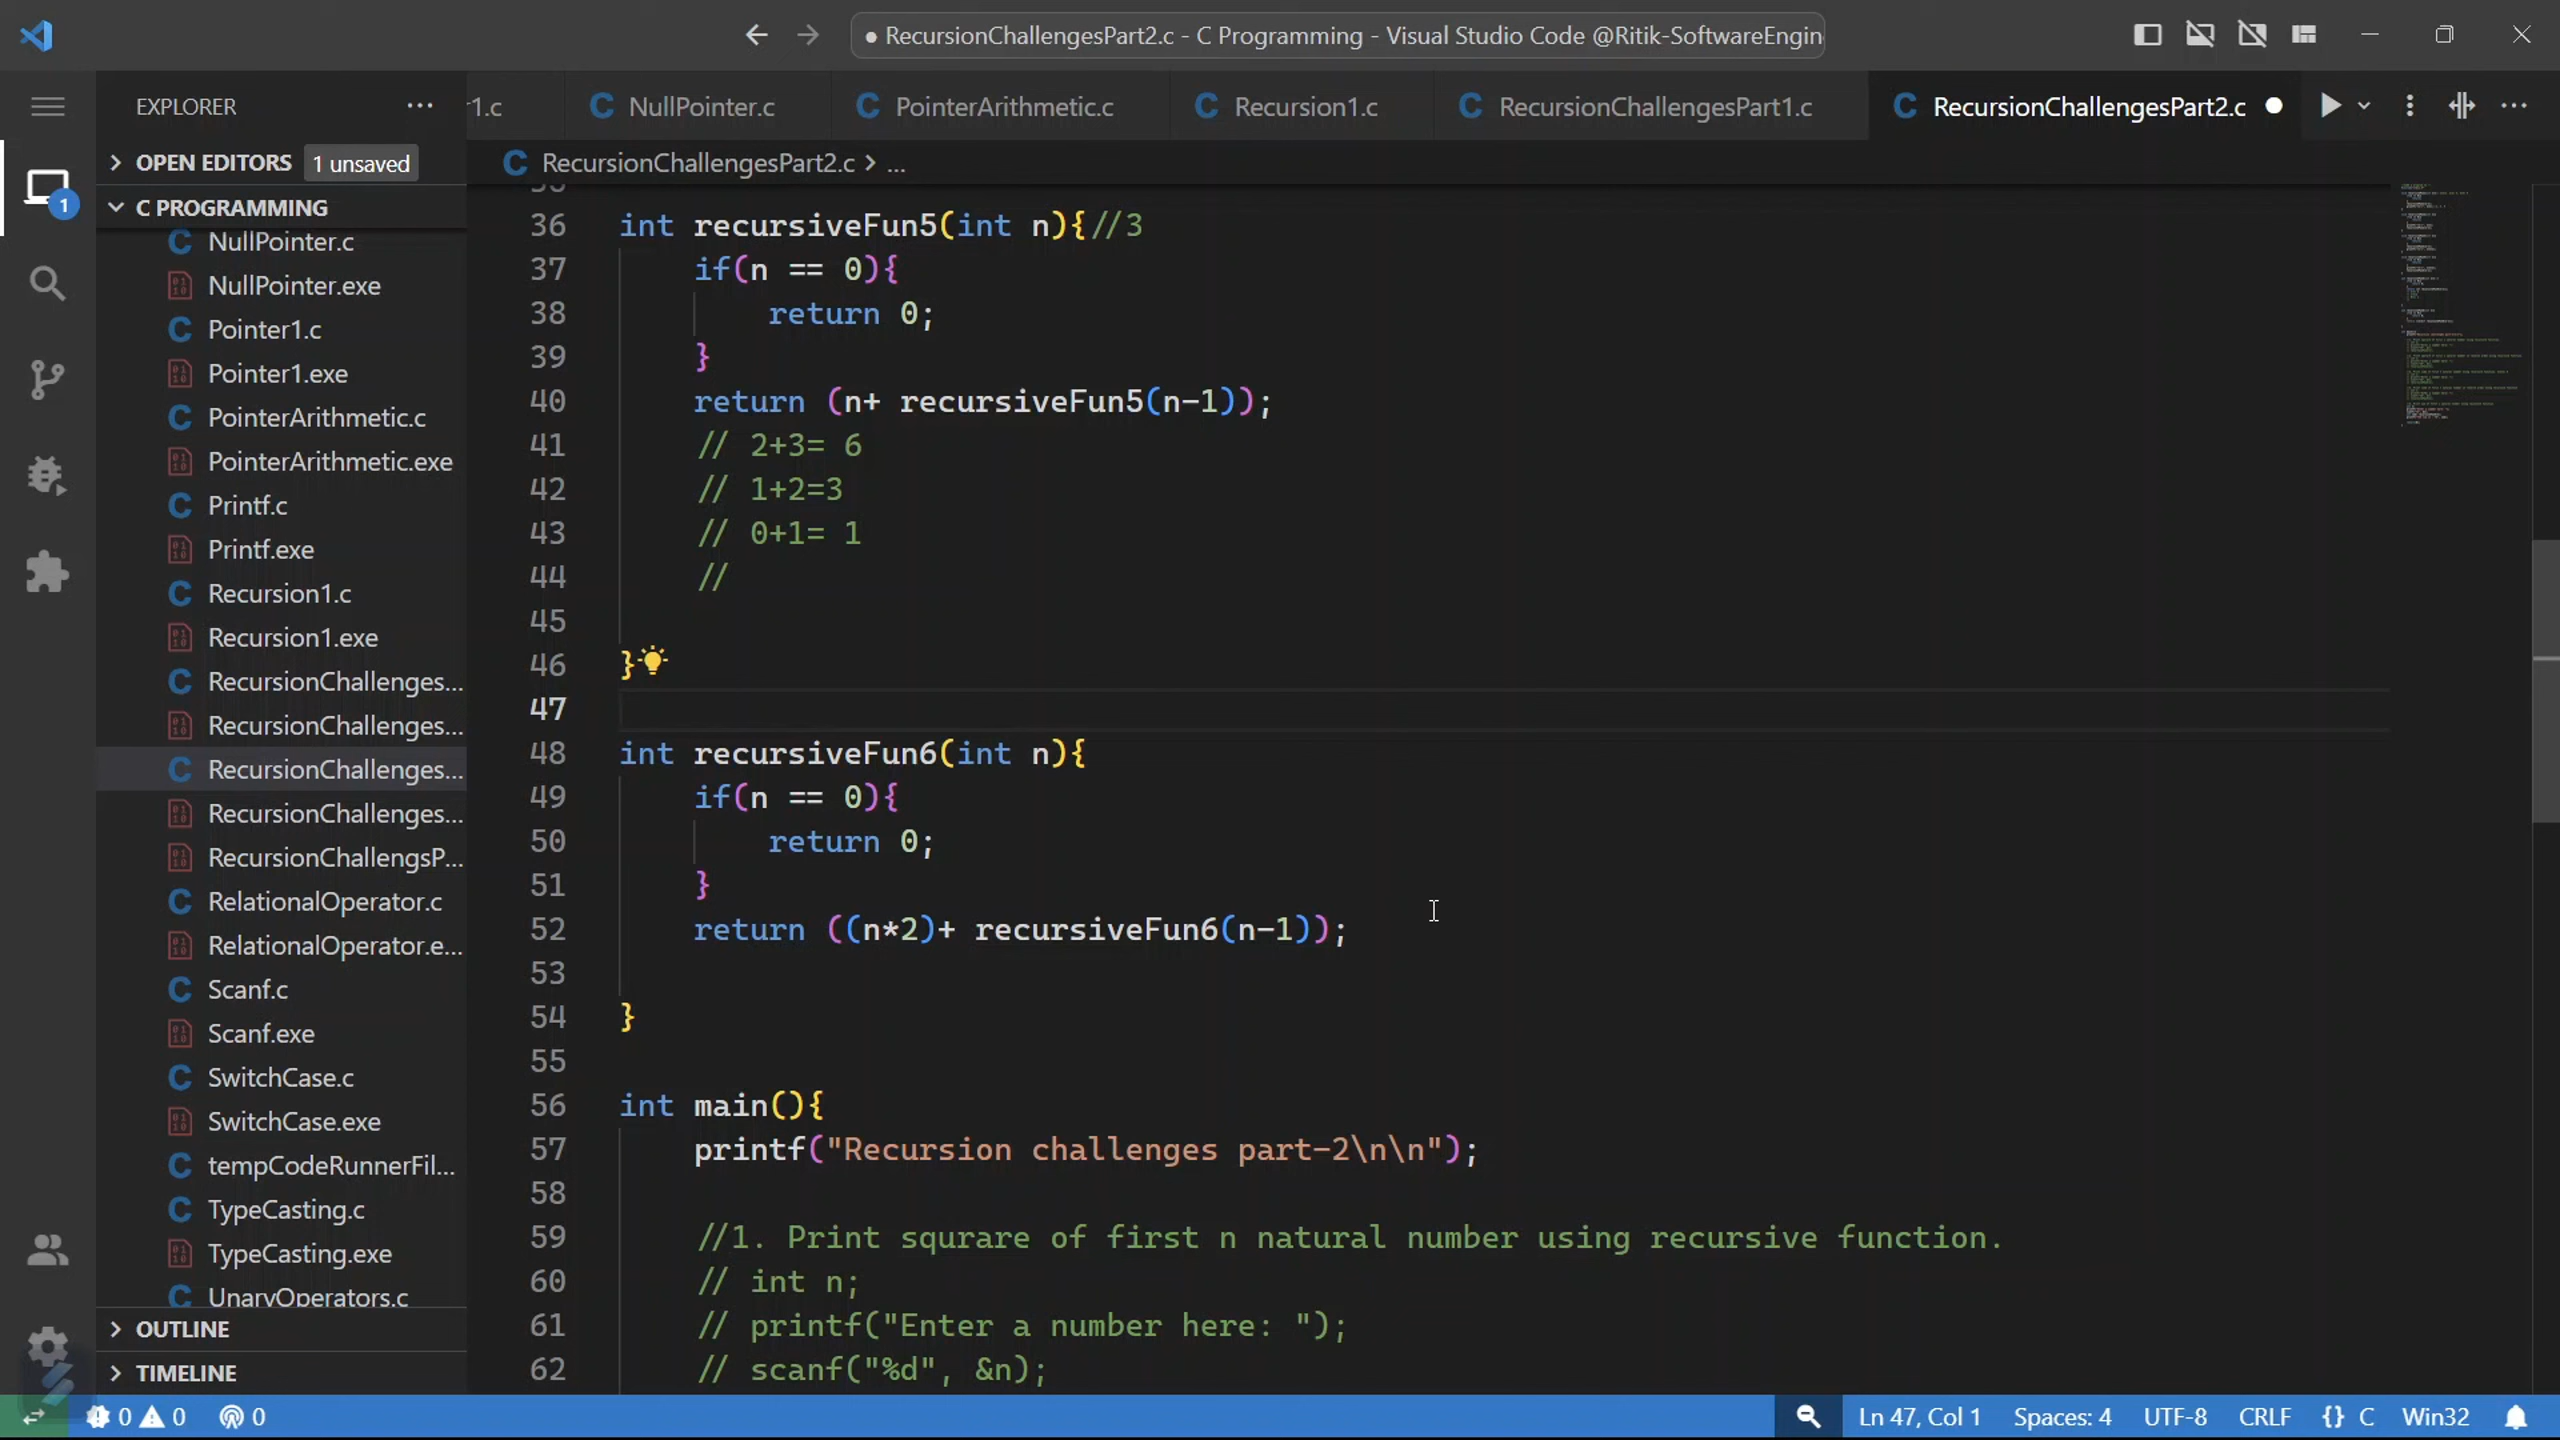 ● RecursionChallengesPart2.c - C Programming - Visual Studio Code @Ritik-SoftwareEngin
EXPLORER
OPEN EDITORS 1 unsaved
C PROGRAMMING
NullPointer.c
NullPointer.exe
Pointer1.c
Pointer1.exe
PointerArithmetic.c
PointerArithmetic.exe
Printf.c
Printf.exe
Recursion1.c
Recursion1.exe
RecursionChallenges...
RecursionChallenges...
RecursionChallenges...
RecursionChallenges...
RecursionChallengsP...
RelationalOperator.c
RelationalOperator.e...
Scanf.c
Scanf.exe
SwitchCase.c
SwitchCase.exe
tempCodeRunnerFil...
TypeCasting.c
TypeCasting.exe
UnaryOperators.c
OUTLINE
TIMELINE
r1.c NullPointer.c PointerArithmetic.c Recursion1.c RecursionChallengesPart1.c RecursionChallengesPart2.c
RecursionChallengesPart2.c > ...
36 int recursiveFun5(int n){//3
37 if(n == 0){
38 return 0;
39 }
40 return (n+ recursiveFun5(n-1));
41 // 2+3= 6
42 // 1+2=3
43 // 0+1= 1
44 //
45
46 }
47
48 int recursiveFun6(int n){
49 if(n == 0){
50 return 0;
51 }
52 return ((n*2)+ recursiveFun6(n-1));
53
54 }
55
56 int main(){
57 printf("Recursion challenges part-2\n\n");
58
59 //1. Print squrare of first n natural number using recursive function.
60 // int n;
61 // printf("Enter a number here: ");
62 // scanf("%d", &n);
1
0 0 0 Ln 47, Col 1 Spaces: 4 UTF-8 CRLF {} C Win32